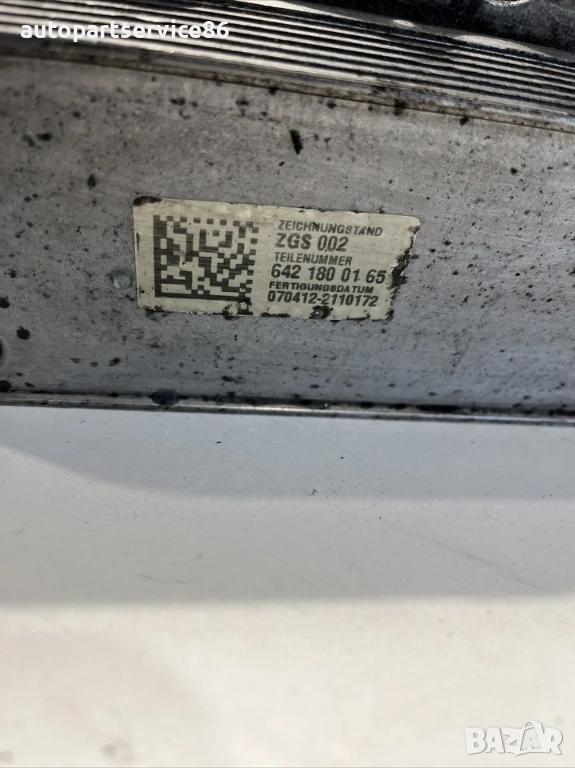 autopartservice86
ZEICHNUNGSTAND
ZGS 002
TEILENUMMER
642 180 01 65
FERTIGUNGSDATUM
070412-2110172
BAZAR